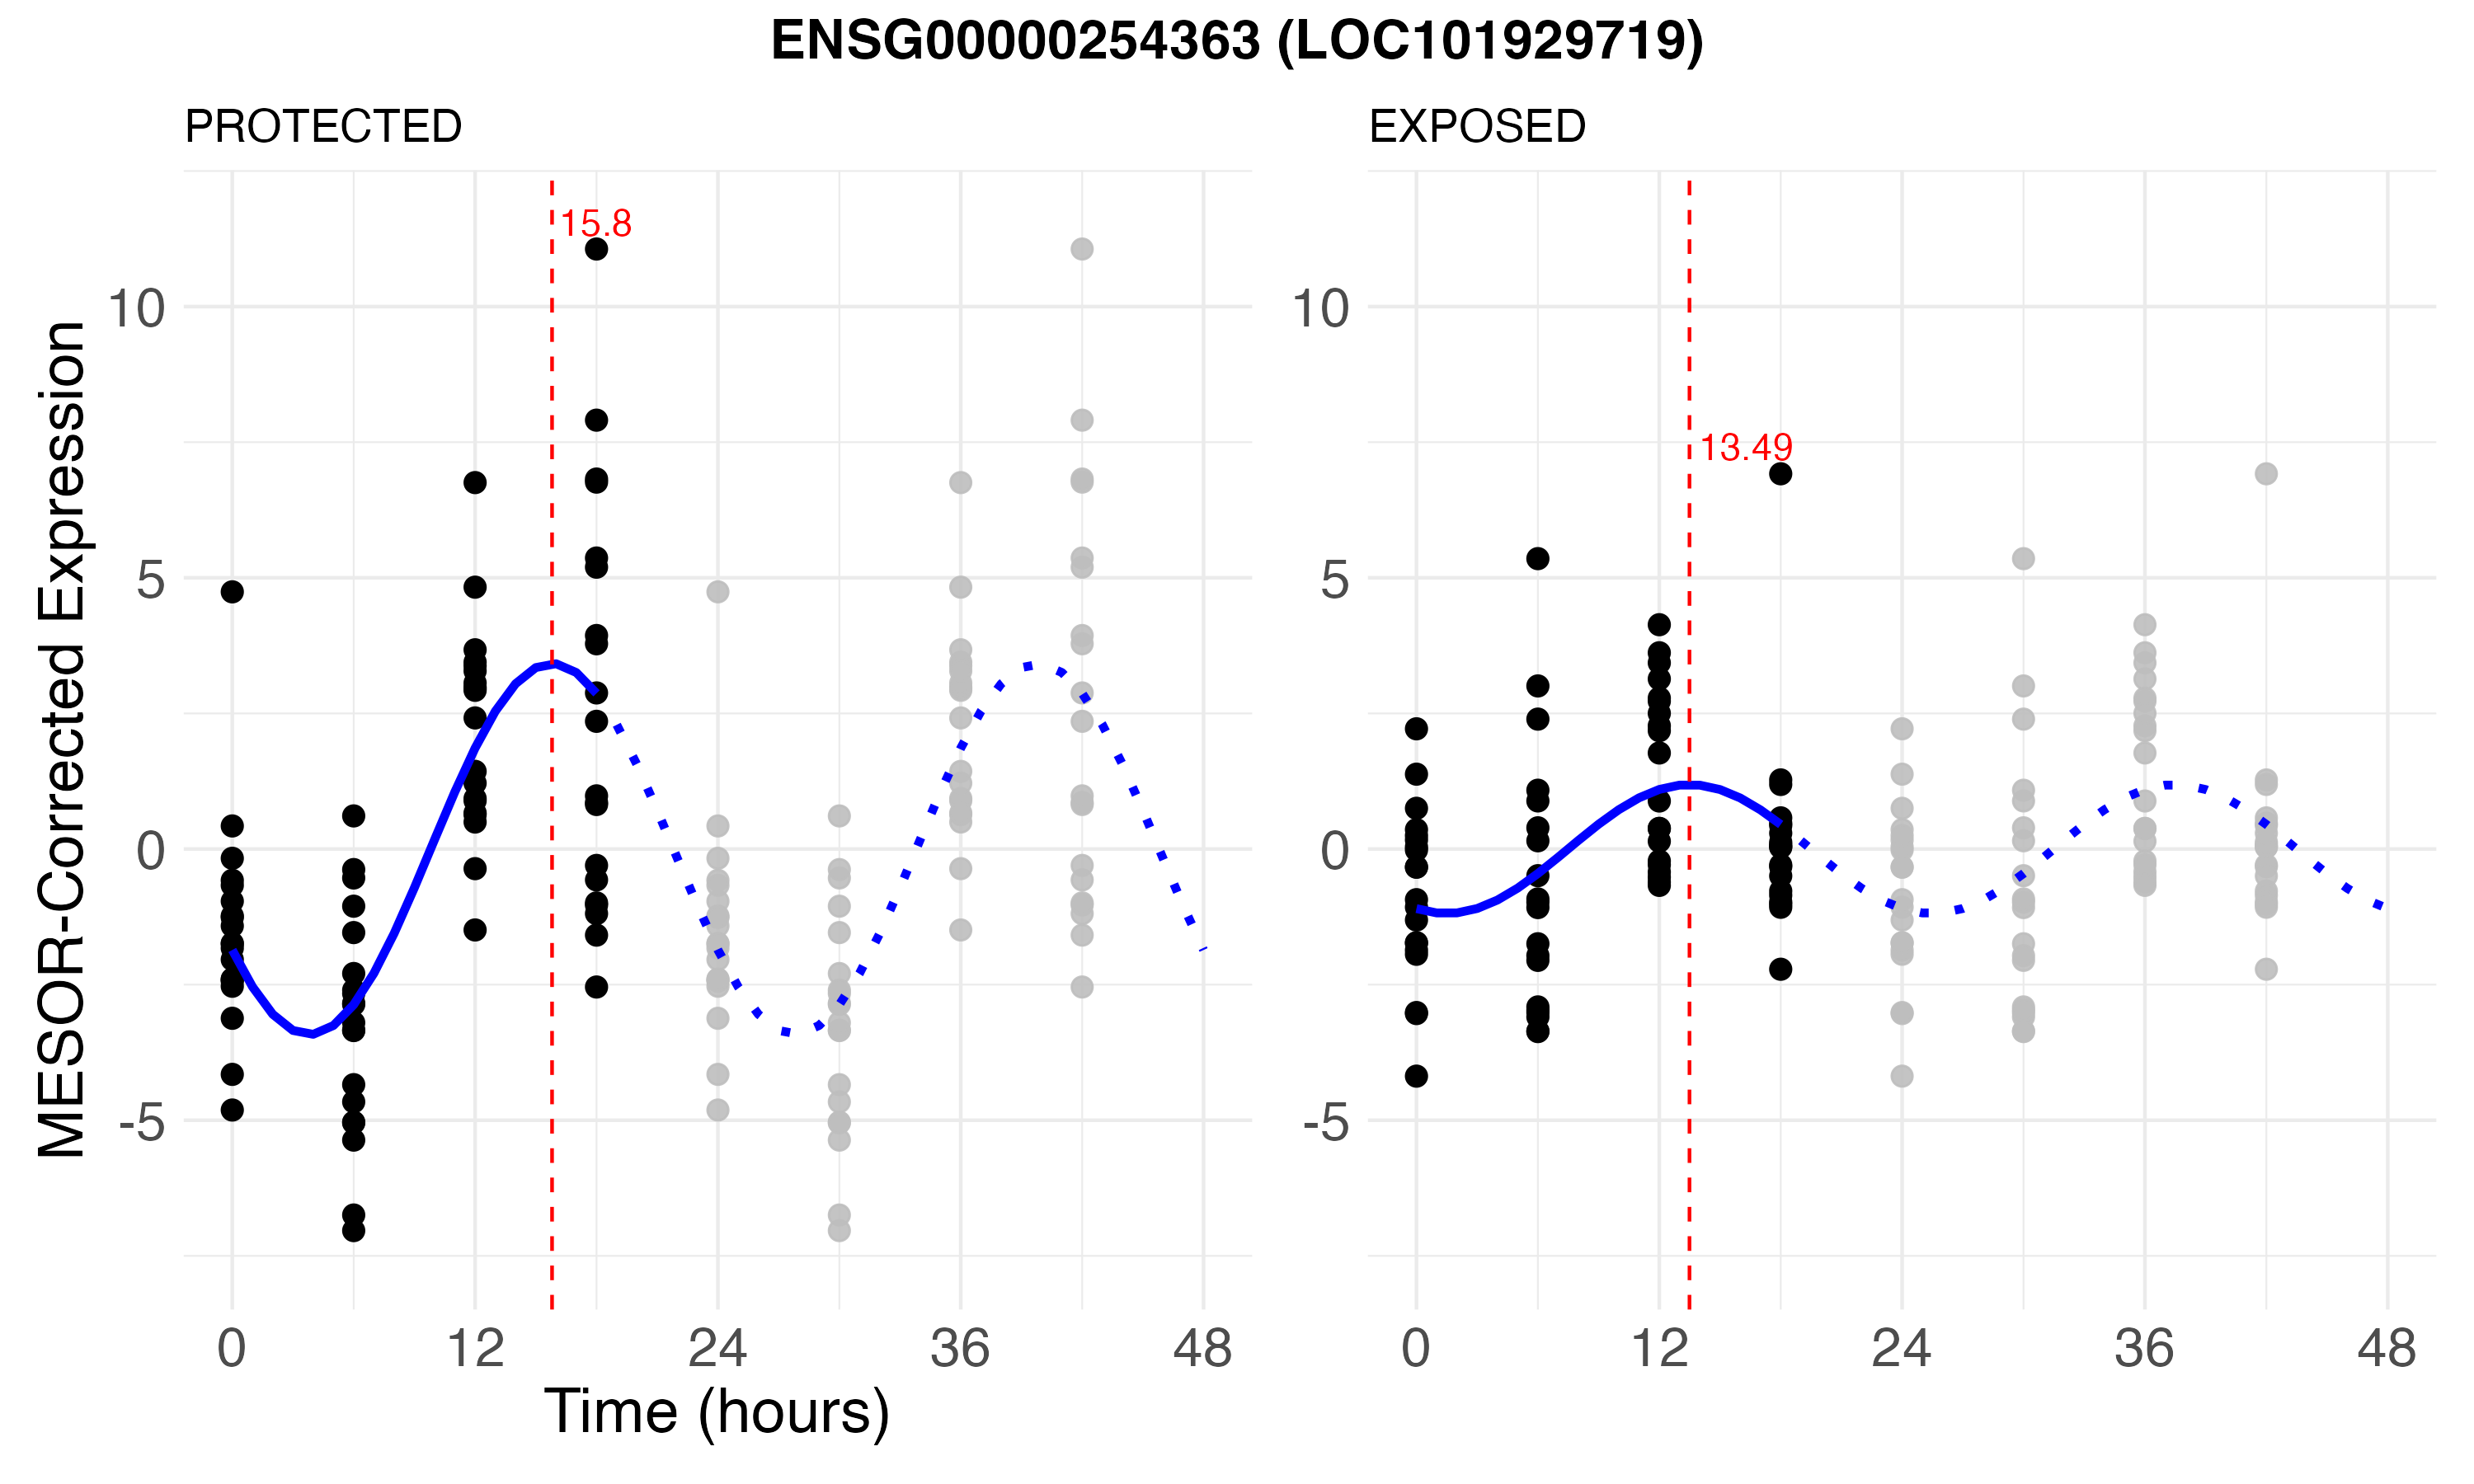 ENSG00000254363 (LOC101929719)
PROTECTED
EXPOSED
MESOR-Corrected Expression
15.8
10
5
0
-5
0 12 24 36 48
13.49
10
5
0
-5
0 12 24 36 48
Time (hours)